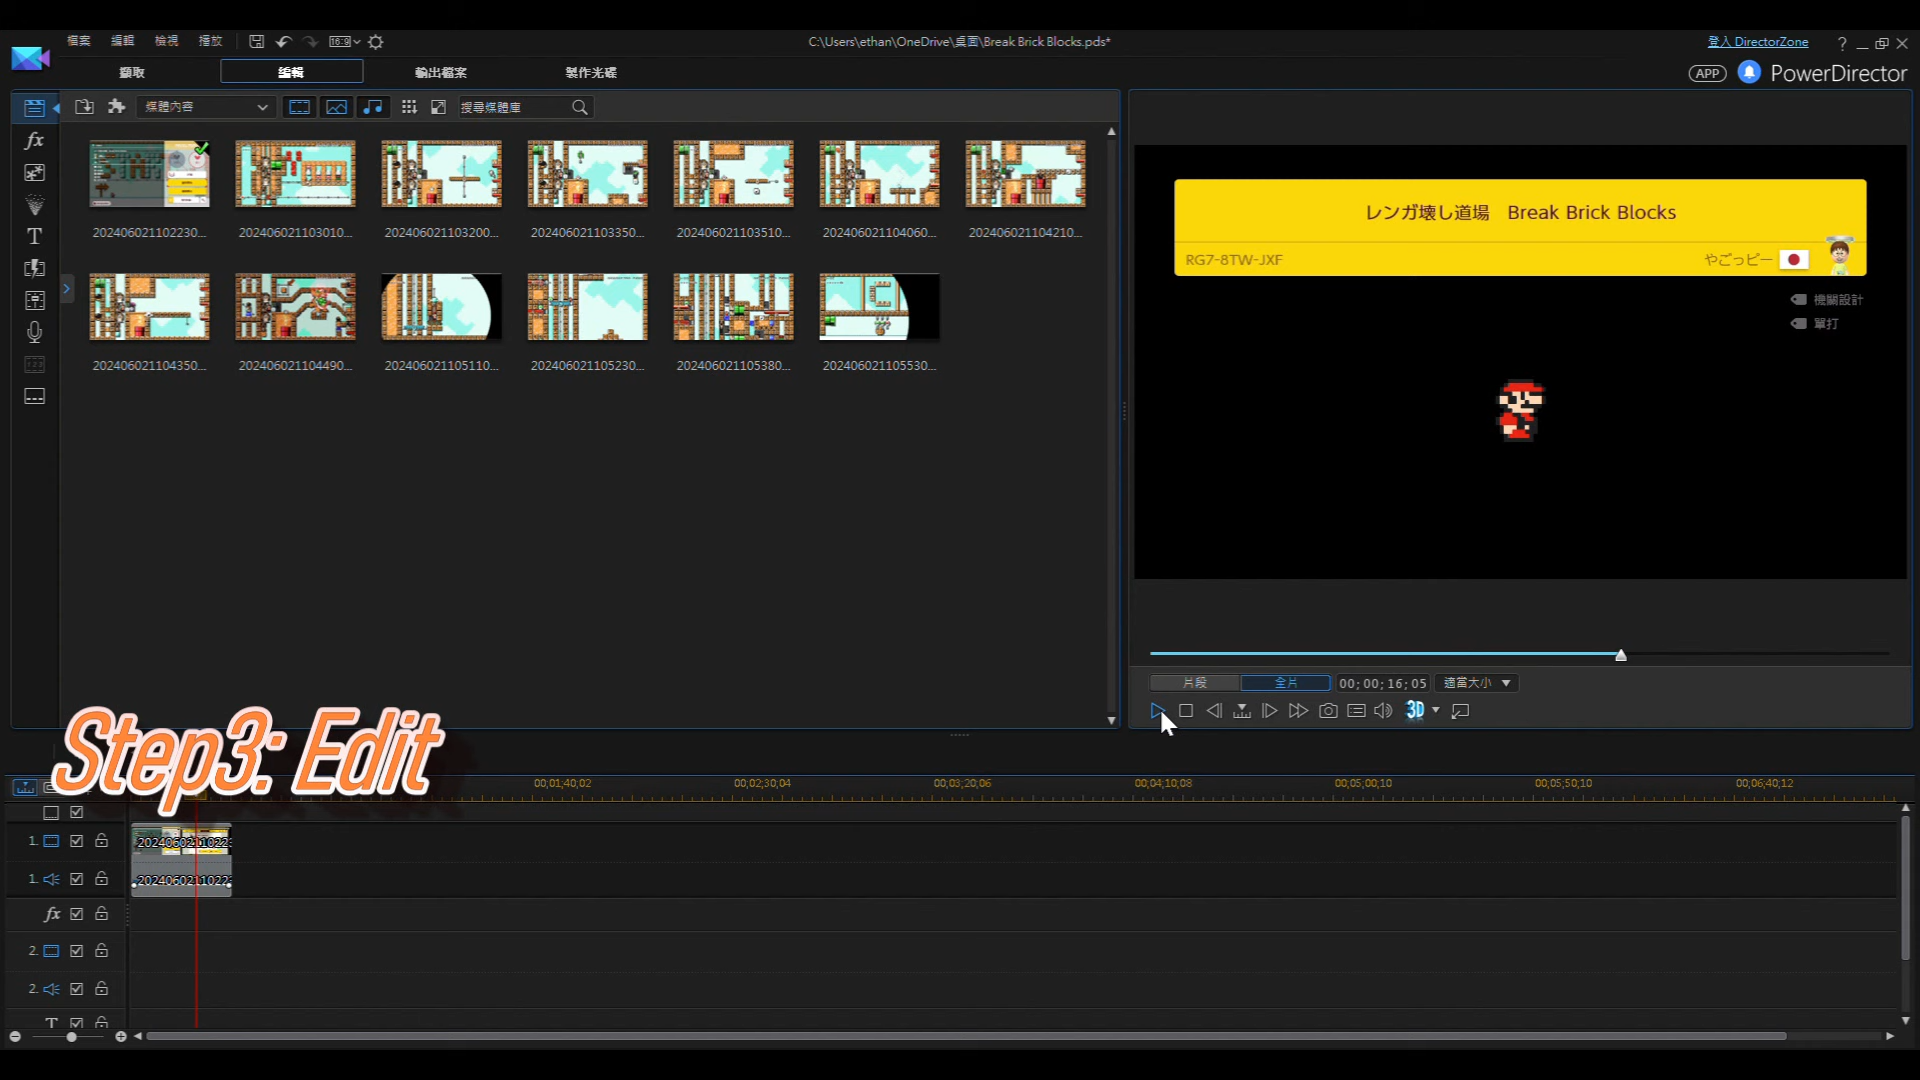 檔案 編輯 檢視 播放 16:9 C:\Users\ethan\OneDrive\桌面\Break Brick Blocks.pds* 登入 DirectorZone ?
擷取 編輯 輸出檔案 製作光碟 APP PowerDirector
媒體內容 搜尋媒體庫
fx
T
202406021102230... 202406021103010... 202406021103200... 202406021103350... 202406021103510... 202406021104060... 202406021104210...
202406021104350... 202406021104490... 202406021105110... 202406021105230... 202406021105380... 202406021105530...
レンガ壊し道場 Break Brick Blocks
RG7-8TW-JXF やごっピー
機關設計
單打
片段 全片 00;00;16;05 適當大小
3D
Step3: Edit
00;01;40;02 00;02;30;04 00;03;20;06 00;04;10;08 00;05;00;10 00;05;50;10 00;06;40;12
1. 20240602110223
1. 2024060211022
fx
2.
2.
T